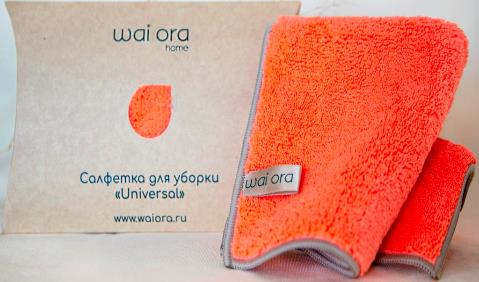 wai ora
home
Салфетка для уборки
«Universal»
www.waiora.ru
wai ora